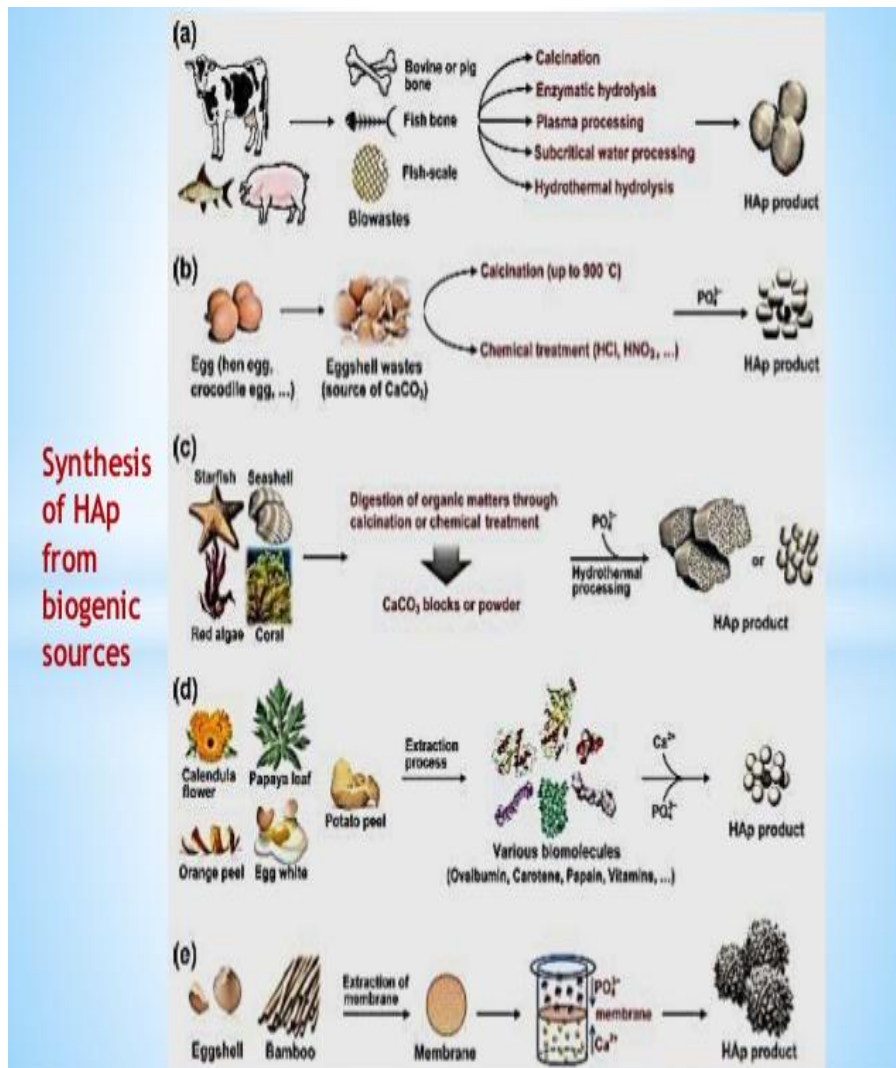 Synthesis
of HAp
from
biogenic
sources
(a)
Bovine or pig
bone
Fish bone
Fish-scale
Biowastes
Calcination
Enzymatic hydrolysis
Plasma processing
Subcritical water processing
Hydrothermal hydrolysis
HAp product
(b)
Egg (hen egg,
crocodile egg, ...)
Eggshell wastes
(source of CaCO₃)
Calcination (up to 900 °C)
Chemical treatment (HCl, HNO₃, ...)
PO₄³⁻
HAp product
(c)
Starfish
Seashell
Red algae
Coral
Digestion of organic matters through
calcination or chemical treatment
CaCO₃ blocks or powder
PO₄³⁻
Hydrothermal
processing
or
HAp product
(d)
Calendula
flower
Papaya leaf
Potato peel
Orange peel
Egg white
Extraction
process
Various biomolecules
(Ovalbumin, Carotene, Papain, Vitamins, ...)
Ca²⁺
PO₄³⁻
HAp product
(e)
Eggshell
Bamboo
Extraction of
membrane
Membrane
PO₄³⁻
membrane
Ca²⁺
HAp product